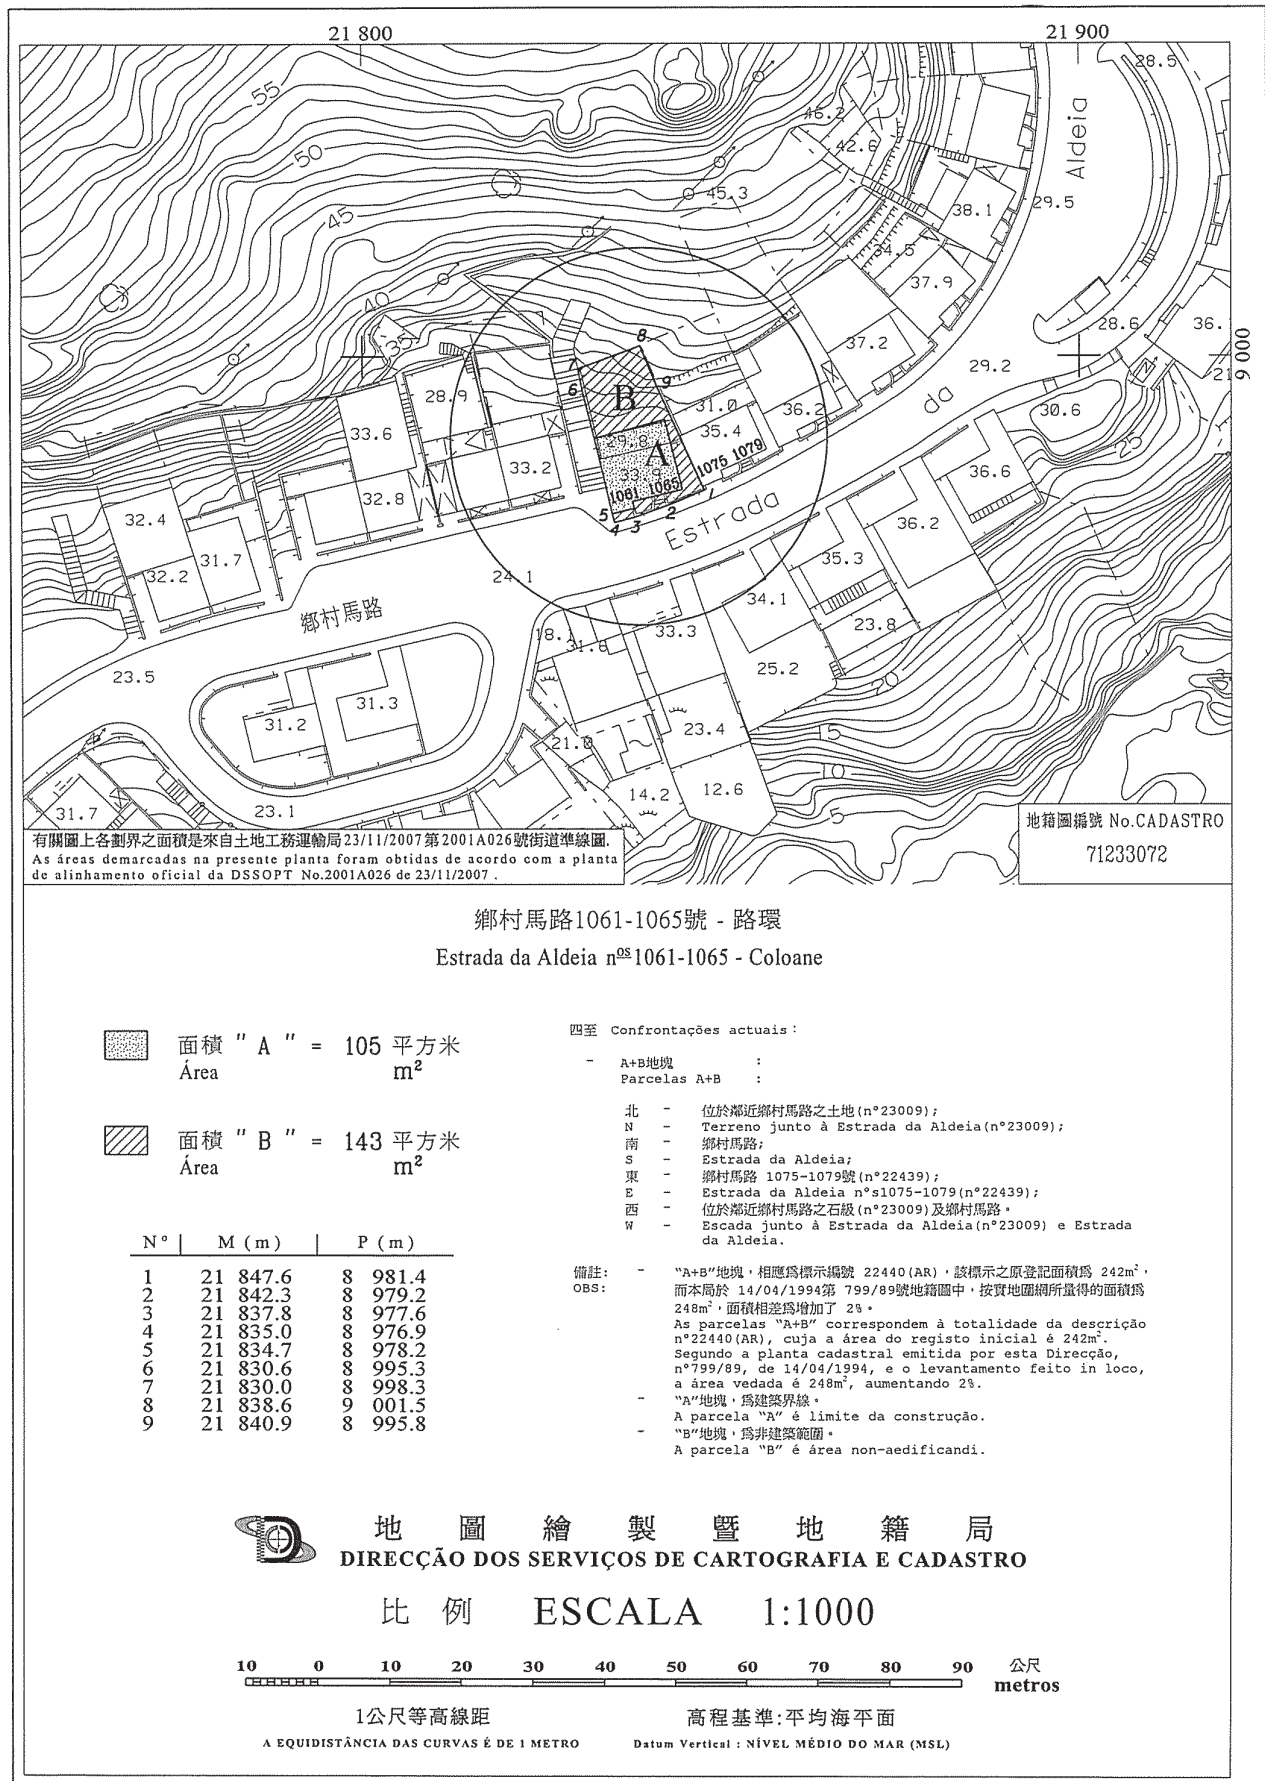 21 800
21 900
9 000
55
50
45
40
35
46.2
42.6
45.3
38.1
34.5
37.9
37.2
36.2
28.5
29.5
Aldeia
28.6
29.2
da
30.6
25
36.6
36.2
35.3
34.1
23.8
25.2
20
15
10
33.6
28.9
33.2
32.8
32.4
31.7
32.2
8
7
6
B
9
29.8
A
33.9
31.0
35.4
1075 1079
1061 1065
1
2
3
4
5
Estrada
24.1
鄉村馬路
23.5
31.2
31.3
23.1
31.7
33.3
23.4
12.6
14.2
21.0
有關圖上各劃界之面積是來自土地工務運輸局23/11/2007第2001A026號街道準線圖.
As áreas demarcadas na presente planta foram obtidas de acordo com a planta
de alinhamento oficial da DSSOPT No.2001A026 de 23/11/2007 .
地籍圖編號 No.CADASTRO
71233072
鄉村馬路1061-1065號 - 路環
Estrada da Aldeia nos 1061-1065 - Coloane
面積 " A " = 105 平方米
Área m²
面積 " B " = 143 平方米
Área m²
Nº M (m) P (m)
1 21 847.6 8 981.4
2 21 842.3 8 979.2
3 21 837.8 8 977.6
4 21 835.0 8 976.9
5 21 834.7 8 978.2
6 21 830.6 8 995.3
7 21 830.0 8 998.3
8 21 838.6 9 001.5
9 21 840.9 8 995.8
四至 Confrontações actuais :
- A+B地塊 :
Parcelas A+B :
北 - 位於鄰近鄉村馬路之土地(n°23009);
N - Terreno junto à Estrada da Aldeia(n°23009);
南 - 鄉村馬路;
S - Estrada da Aldeia;
東 - 鄉村馬路 1075-1079號(n°22439);
E - Estrada da Aldeia n°s1075-1079(n°22439);
西 - 位於鄰近鄉村馬路之石級(n°23009)及鄉村馬路。
W - Escada junto à Estrada da Aldeia(n°23009) e Estrada
da Aldeia.
備註: - "A+B"地塊，相應爲標示編號 22440(AR)，該標示之原登記面積爲 242m²，
OBS: 而本局於 14/04/1994第 799/89號地籍圖中，按實地圍網所量得的面積爲
248m²，面積相差爲增加了 2%。
As parcelas "A+B" correspondem à totalidade da descrição
n°22440(AR), cuja a área do registo inicial é 242m².
Segundo a planta cadastral emitida por esta Direcção,
n°799/89, de 14/04/1994, e o levantamento feito in loco,
a área vedada é 248m², aumentando 2%.
- "A"地塊，爲建築界線。
A parcela "A" é limite da construção.
- "B"地塊，爲非建築範圍。
A parcela "B" é área non-aedificandi.
地圖繪製暨地籍局
DIRECÇÃO DOS SERVIÇOS DE CARTOGRAFIA E CADASTRO
比例 ESCALA 1:1000
10 0 10 20 30 40 50 60 70 80 90 公尺
metros
1公尺等高線距 高程基準:平均海平面
A EQUIDISTÂNCIA DAS CURVAS É DE 1 METRO Datum Vertical : NÍVEL MÉDIO DO MAR (MSL)